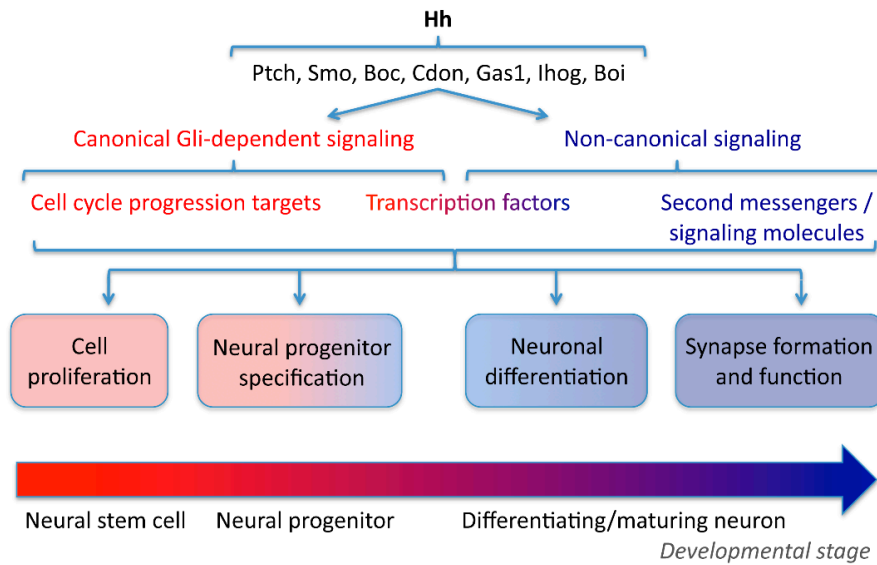 Hh
Ptch, Smo, Boc, Cdon, Gas1, Ihog, Boi
Canonical Gli-dependent signaling
Non-canonical signaling
Cell cycle progression targets
Transcription factors
Second messengers /
signaling molecules
Cell
proliferation
Neural progenitor
specification
Neuronal
differentiation
Synapse formation
and function
Neural stem cell
Neural progenitor
Differentiating/maturing neuron
Developmental stage